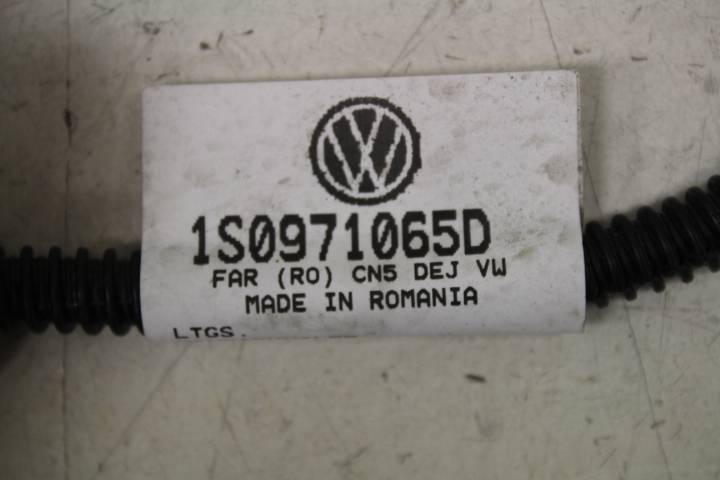 1S0971065D
FAR (RO) CN5 DEJ VW
MADE IN ROMANIA
LTGS.